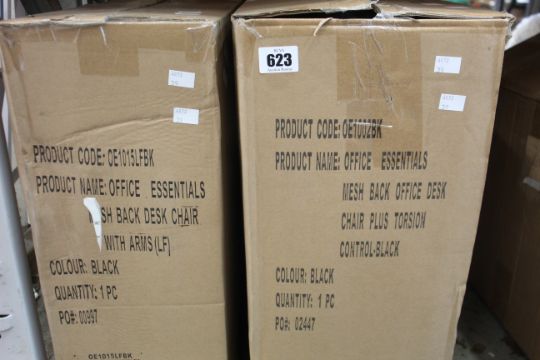 PRODUCT CODE: OE1015LFBK
PRODUCT NAME: OFFICE ESSENTIALS
SH BACK DESK CHAIR
WITH ARMS (LF)
COLOUR: BLACK
QUANTITY: 1 PC
PO#: 00997
OE1015LFBK
623
PRODUCT CODE: OE1002BK
PRODUCT NAME: OFFICE ESSENTIALS
MESH BACK OFFICE DESK
CHAIR PLUS TORSION
CONTROL-BLACK
COLOUR: BLACK
QUANTITY: 1 PC
PO#: 02447